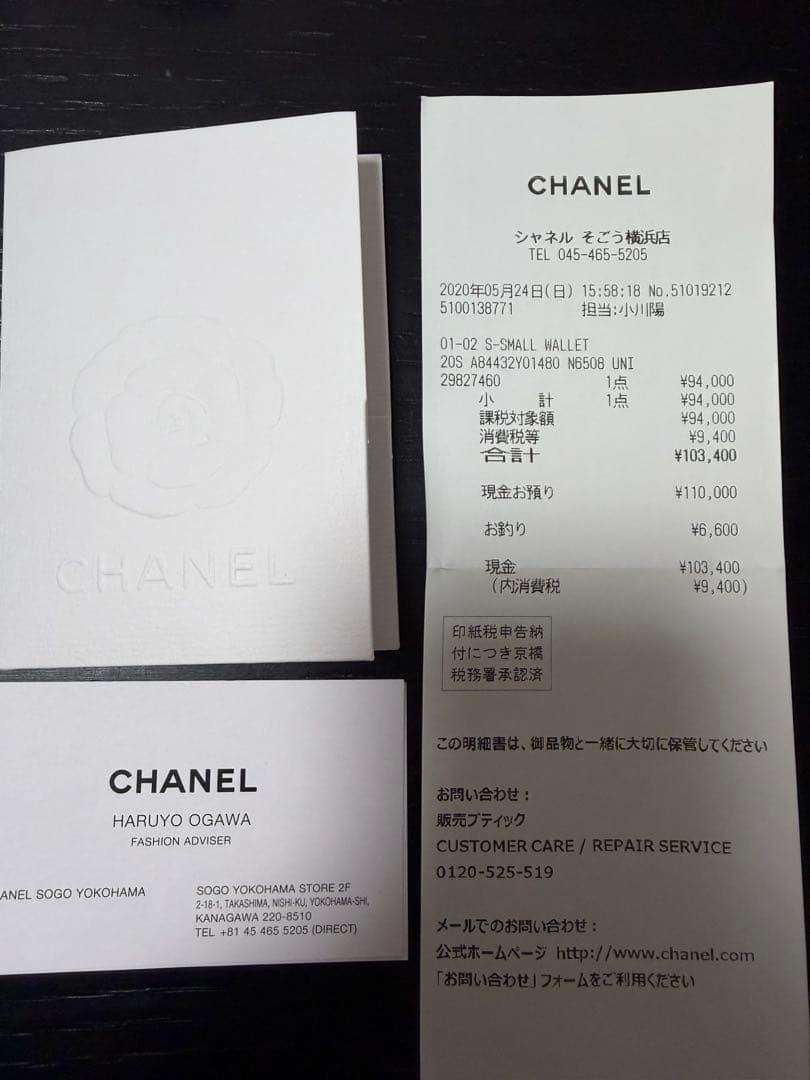 CHANEL
CHANEL
HARUYO OGAWA
FASHION ADVISER
ANEL SOGO YOKOHAMA
SOGO YOKOHAMA STORE 2F
2-18-1, TAKASHIMA, NISHI-KU, YOKOHAMA-SHI,
KANAGAWA 220-8510
TEL +81 45 465 5205 (DIRECT)
CHANEL
シャネル そごう横浜店
TEL 045-465-5205
2020年05月24日(日) 15:58:18 No.51019212
5100138771 担当:小川陽
01-02 S-SMALL WALLET
20S A84432Y01480 N6508 UNI
29827460 1点 ¥94,000
小計 1点 ¥94,000
課税対象額 ¥94,000
消費税等 ¥9,400
合計 ¥103,400
現金お預り ¥110,000
お釣り ¥6,600
現金 ¥103,400
(内消費税 ¥9,400)
印紙税申告納
付につき京橋
税務署承認済
この明細書は、御品物と一緒に大切に保管してください
お問い合わせ:
販売ブティック
CUSTOMER CARE / REPAIR SERVICE
0120-525-519
メールでのお問い合わせ:
公式ホームページ http://www.chanel.com
「お問い合わせ」フォームをご利用ください